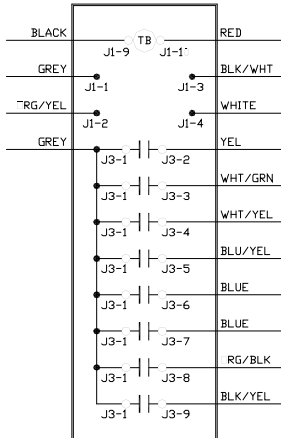 BLACK TB RED
J1-9 J1-1
GREY BLK/WHT
J1-1 J1-3
RG/YEL WHITE
J1-2 J1-4
GREY YEL
J3-1 J3-2
WHT/GRN
J3-1 J3-3
WHT/YEL
J3-1 J3-4
BLU/YEL
J3-1 J3-5
BLUE
J3-1 J3-6
BLUE
J3-1 J3-7
RG/BLK
J3-1 J3-8
BLK/YEL
J3-1 J3-9